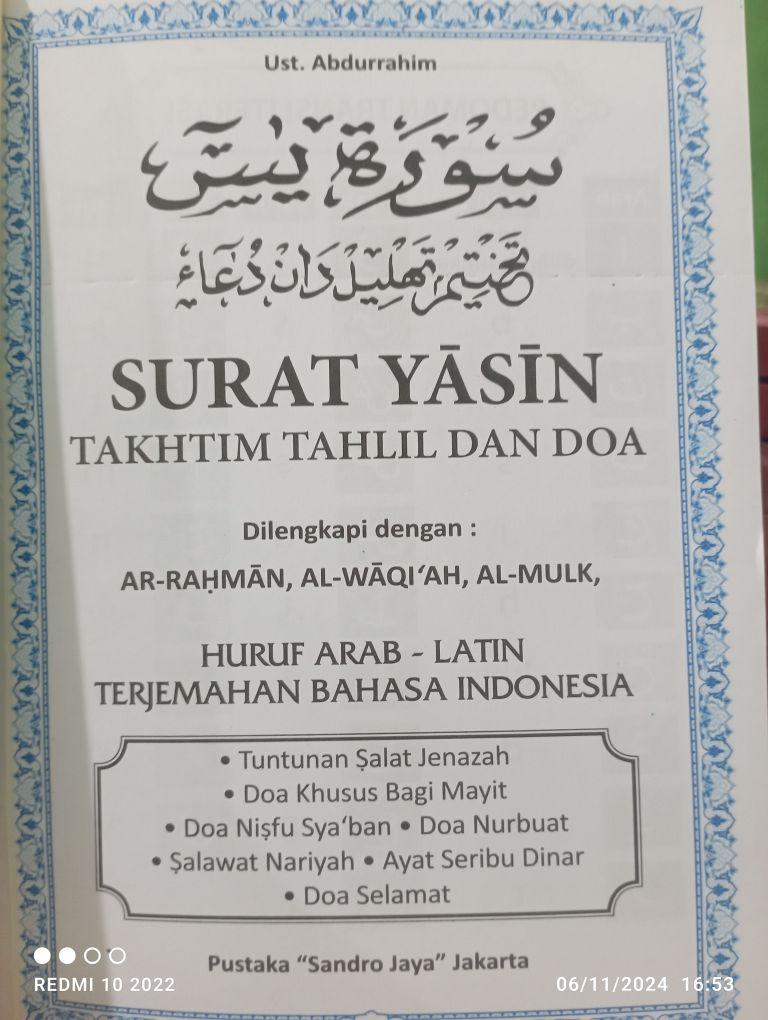 Ust. Abdurrahim
سُوْرَةُ يٰسٓ
تَخْتِيْم تَهْلِيْل دَانْ دُعَاءِ
SURAT YĀSĪN
TAKHTIM TAHLIL DAN DOA
Dilengkapi dengan :
AR-RAḤMĀN, AL-WĀQI‘AH, AL-MULK,
HURUF ARAB - LATIN
TERJEMAHAN BAHASA INDONESIA
• Tuntunan Ṣalat Jenazah
• Doa Khusus Bagi Mayit
• Doa Niṣfu Sya‘ban • Doa Nurbuat
• Ṣalawat Nariyah • Ayat Seribu Dinar
• Doa Selamat
Pustaka “Sandro Jaya” Jakarta
REDMI 10 2022
06/11/2024 16:53